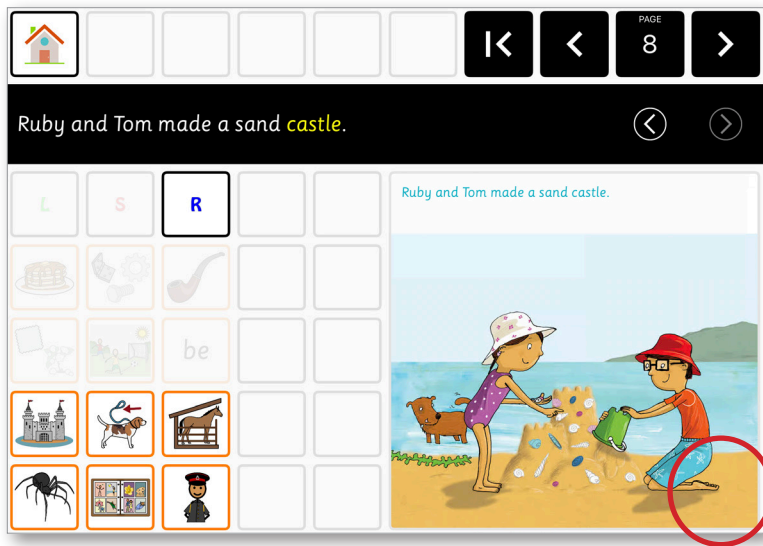 PAGE
8
Ruby and Tom made a sand castle.
L S R
Ruby and Tom made a sand castle.
be